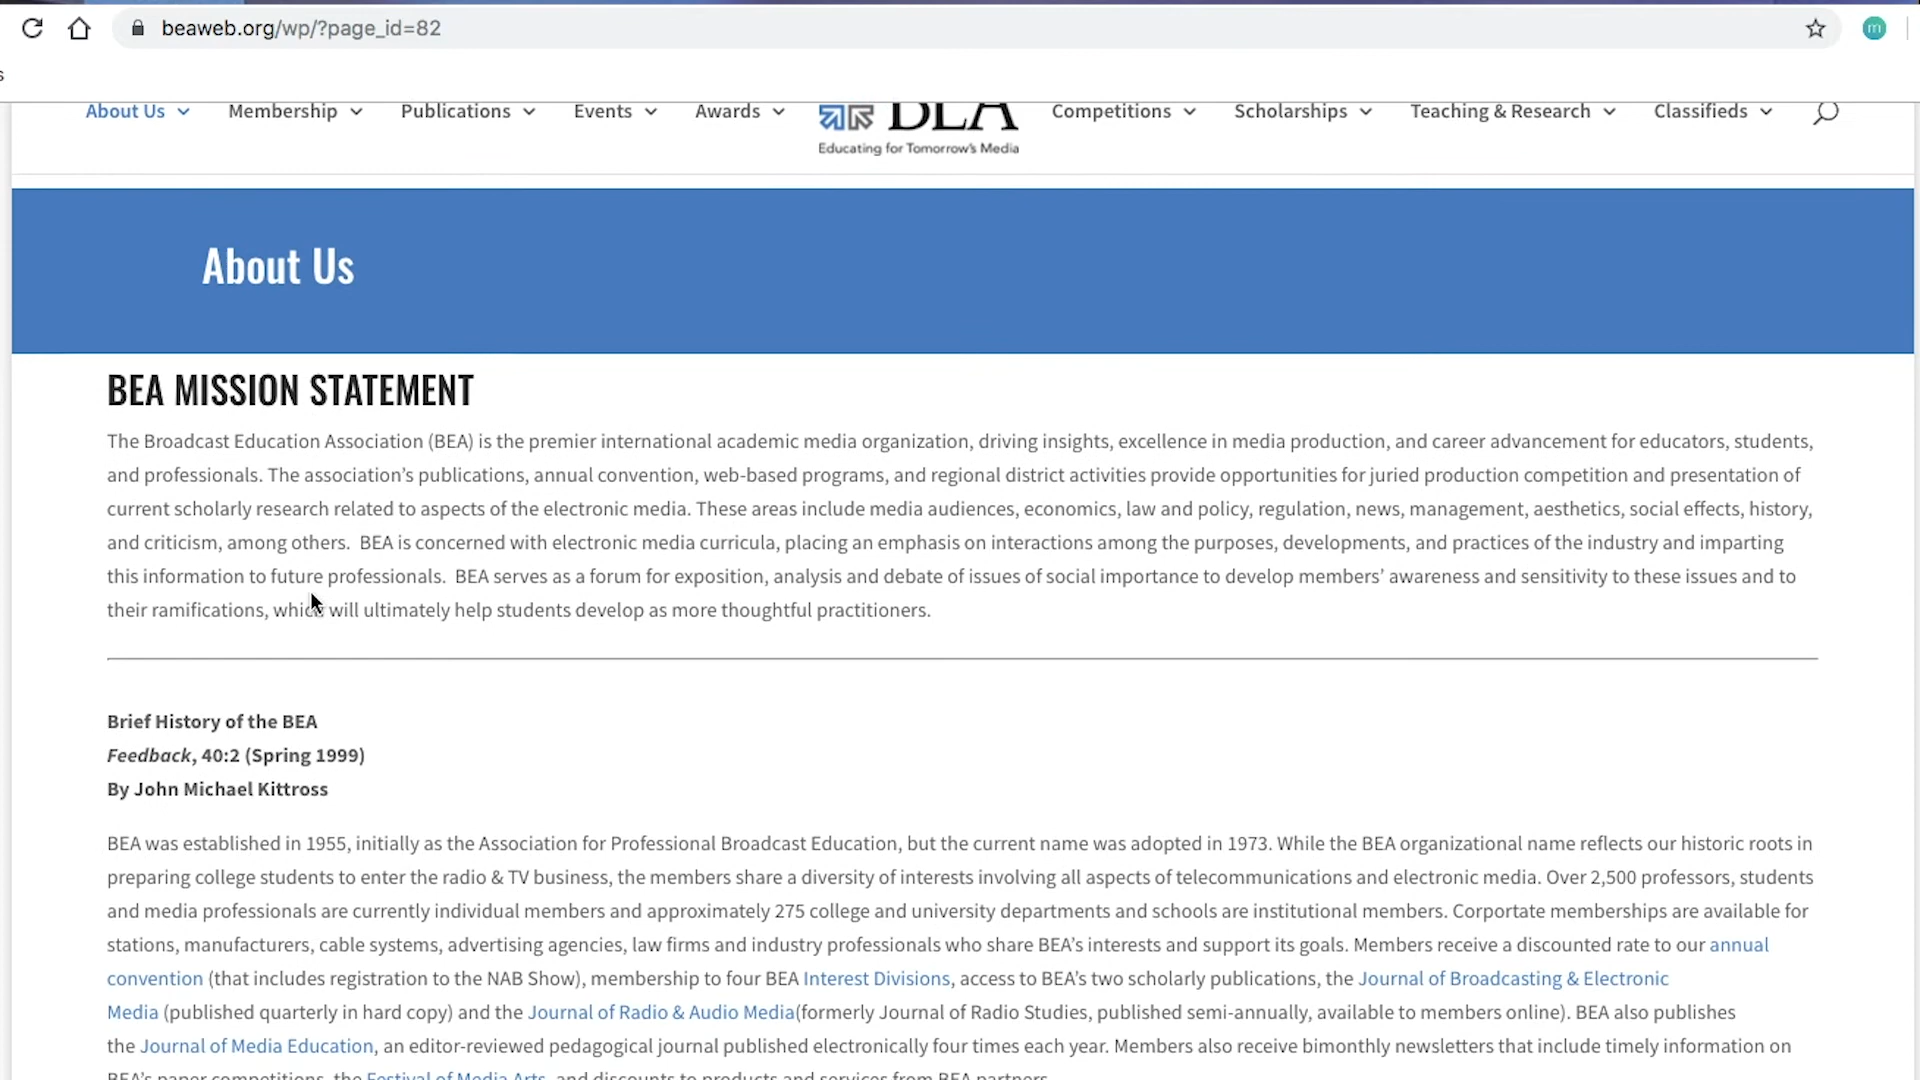 beaweb.org/wp/?page_id=82
m
s
About Us Membership Publications Events Awards BEA Competitions Scholarships Teaching & Research Classifieds
Educating for Tomorrow's Media
About Us
BEA MISSION STATEMENT
The Broadcast Education Association (BEA) is the premier international academic media organization, driving insights, excellence in media production, and career advancement for educators, students,
and professionals. The association’s publications, annual convention, web-based programs, and regional district activities provide opportunities for juried production competition and presentation of
current scholarly research related to aspects of the electronic media. These areas include media audiences, economics, law and policy, regulation, news, management, aesthetics, social effects, history,
and criticism, among others.  BEA is concerned with electronic media curricula, placing an emphasis on interactions among the purposes, developments, and practices of the industry and imparting
this information to future professionals.  BEA serves as a forum for exposition, analysis and debate of issues of social importance to develop members’ awareness and sensitivity to these issues and to
their ramifications, which will ultimately help students develop as more thoughtful practitioners.
Brief History of the BEA
Feedback, 40:2 (Spring 1999)
By John Michael Kittross
BEA was established in 1955, initially as the Association for Professional Broadcast Education, but the current name was adopted in 1973. While the BEA organizational name reflects our historic roots in
preparing college students to enter the radio & TV business, the members share a diversity of interests involving all aspects of telecommunications and electronic media. Over 2,500 professors, students
and media professionals are currently individual members and approximately 275 college and university departments and schools are institutional members. Corporate memberships are available for
stations, manufacturers, cable systems, advertising agencies, law firms and industry professionals who share BEA’s interests and support its goals. Members receive a discounted rate to our annual
convention (that includes registration to the NAB Show), membership to four BEA Interest Divisions, access to BEA’s two scholarly publications, the Journal of Broadcasting & Electronic
Media (published quarterly in hard copy) and the Journal of Radio & Audio Media(formerly Journal of Radio Studies, published semi-annually, available to members online). BEA also publishes
the Journal of Media Education, an editor-reviewed pedagogical journal published electronically four times each year. Members also receive bimonthly newsletters that include timely information on
BEA’s paper competitions, the Festival of Media Arts, and discounts to products and services from BEA partners.